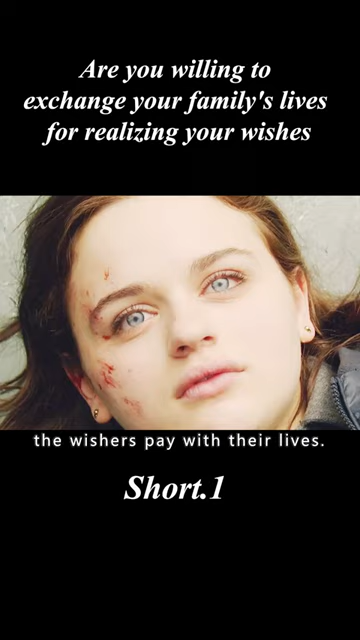 Are you willing to
exchange your family's lives
for realizing your wishes
the wishers pay with their lives.
Short.1